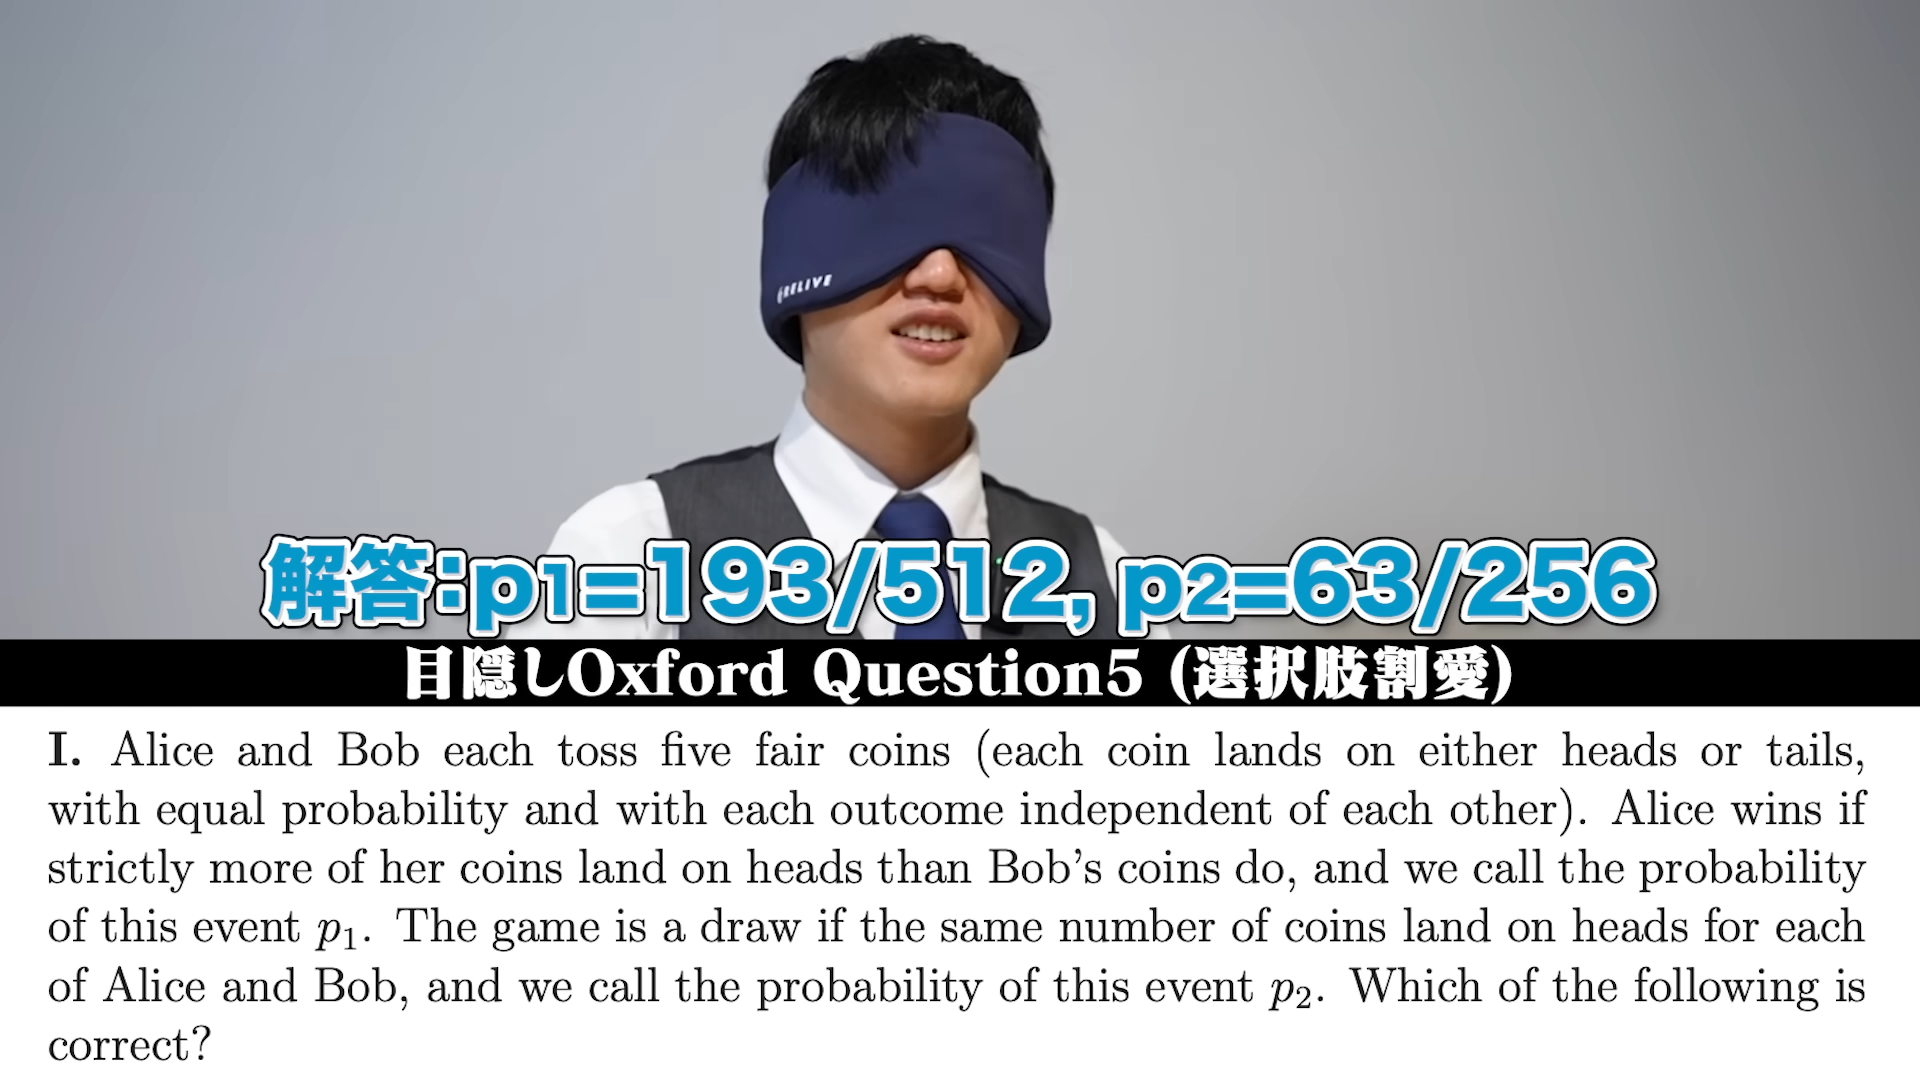 RELIVE
解答:p1=193/512, p2=63/256
目隠しOxford Question5 (選択肢割愛)
I. Alice and Bob each toss five fair coins (each coin lands on either heads or tails,
with equal probability and with each outcome independent of each other). Alice wins if
strictly more of her coins land on heads than Bob's coins do, and we call the probability
of this event p₁. The game is a draw if the same number of coins land on heads for each
of Alice and Bob, and we call the probability of this event p₂. Which of the following is
correct?